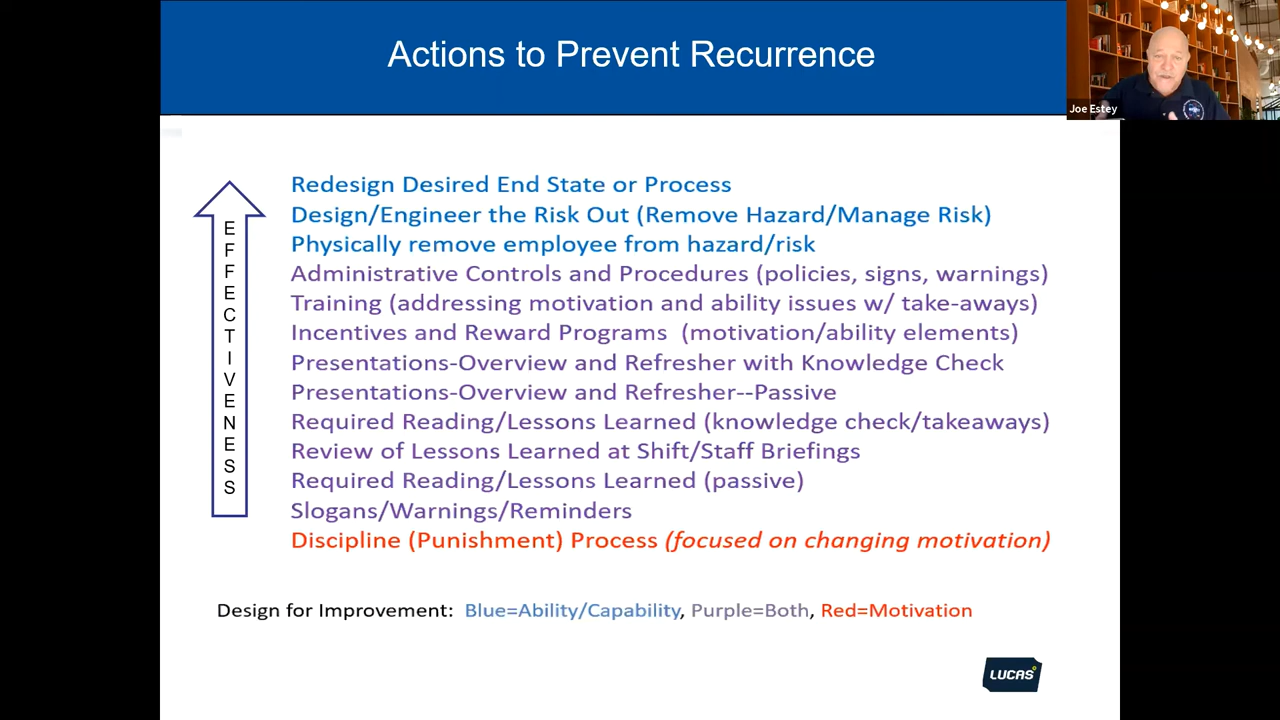 Actions to Prevent Recurrence
Joe Estey
EFFECTIVENESS
Redesign Desired End State or Process
Design/Engineer the Risk Out (Remove Hazard/Manage Risk)
Physically remove employee from hazard/risk
Administrative Controls and Procedures (policies, signs, warnings)
Training (addressing motivation and ability issues w/ take-aways)
Incentives and Reward Programs (motivation/ability elements)
Presentations-Overview and Refresher with Knowledge Check
Presentations-Overview and Refresher--Passive
Required Reading/Lessons Learned (knowledge check/takeaways)
Review of Lessons Learned at Shift/Staff Briefings
Required Reading/Lessons Learned (passive)
Slogans/Warnings/Reminders
Discipline (Punishment) Process (focused on changing motivation)
Design for Improvement: Blue=Ability/Capability, Purple=Both, Red=Motivation
LUCAS